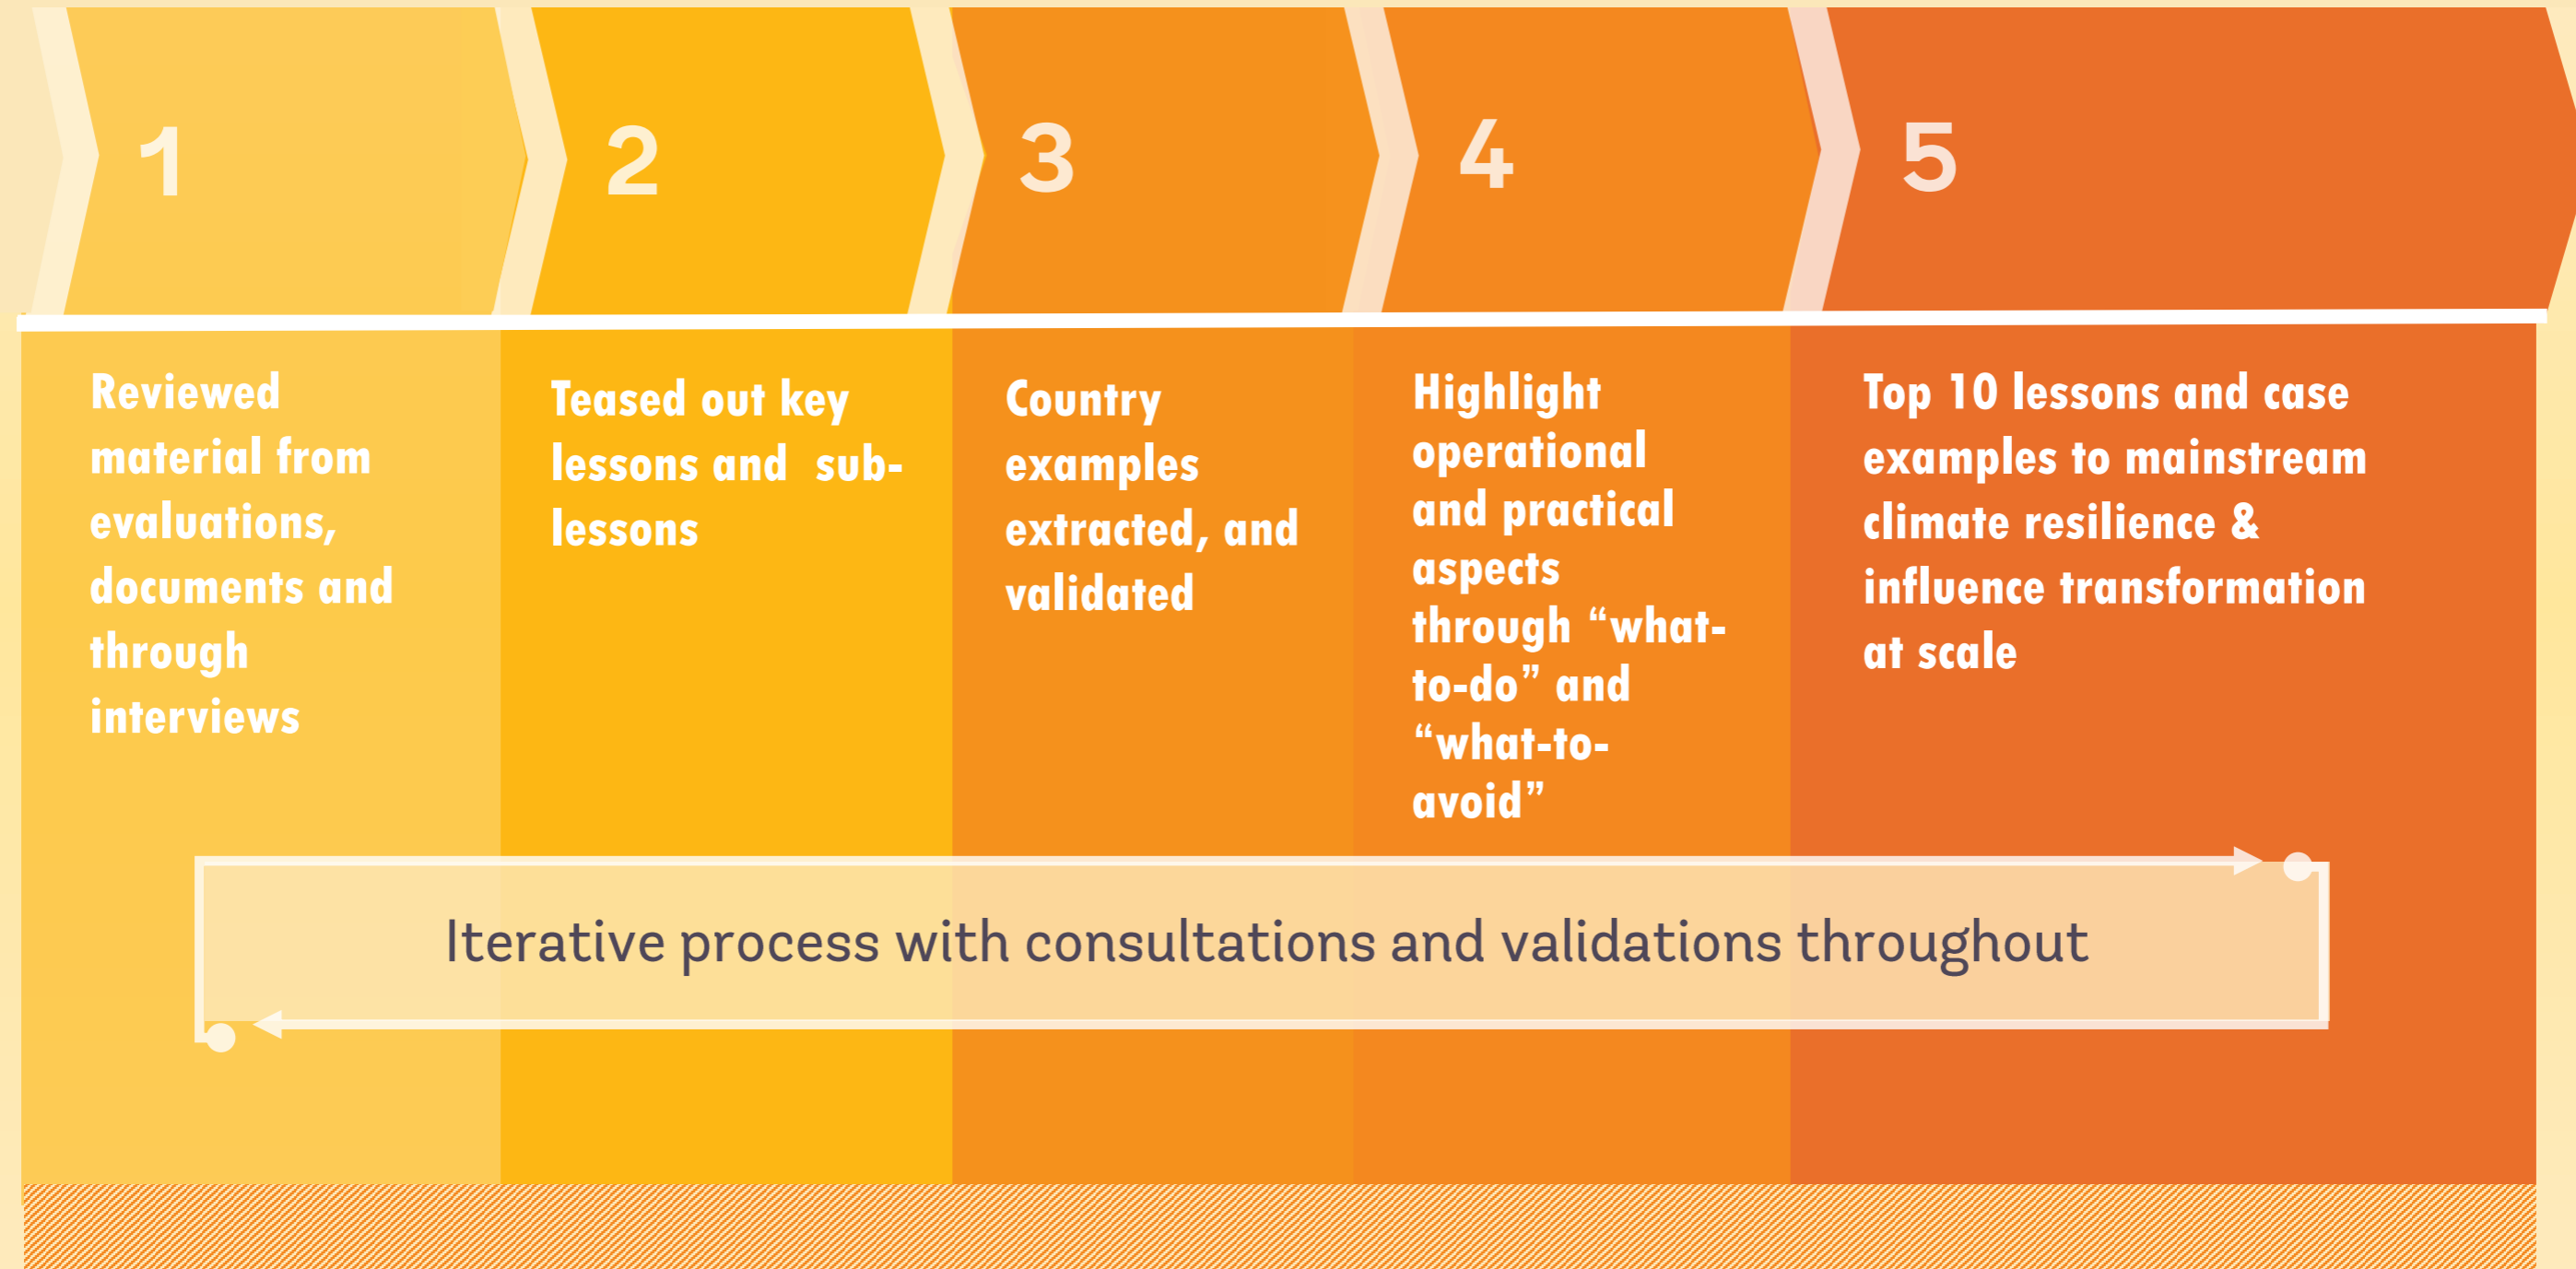 1
Reviewed
material from
evaluations,
documents and
through
interviews
2
Teased out key
lessons and sub-
lessons
3
Country
examples
extracted, and
validated
4
Highlight
operational
and practical
aspects
through “what-
to-do” and
“what-to-
avoid”
5
Top 10 lessons and case
examples to mainstream
climate resilience &
influence transformation
at scale
Iterative process with consultations and validations throughout